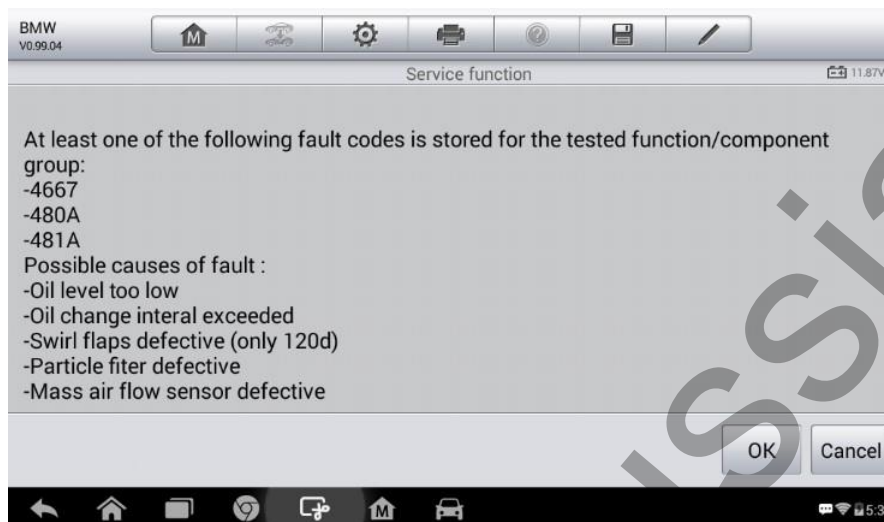 BMW
V0.99.04
M
Service function
11.87V
At least one of the following fault codes is stored for the tested function/component
group:
-4667
-480A
-481A
Possible causes of fault :
-Oil level too low
-Oil change interal exceeded
-Swirl flaps defective (only 120d)
-Particle fiter defective
-Mass air flow sensor defective
OK
Cancel
M